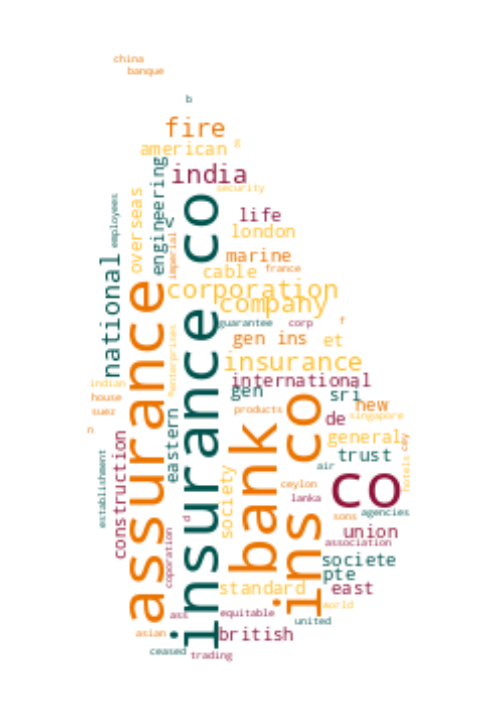 china
banque
b
fire
american
g
india
security
engineering
v
overseas
employees
co
life
london
imperial
marine
cable
france
national
corporation
company
assurance
insurance
guarantee
corp
f
gen ins
et
enterprises
insurance
international
indian
gen
sri
house
new
suez
products
de
singapore
n
ins co
bank
general
cey
eastern
construction
establishment
trust
air
hotels
society
co
ceylon
lanka
agencies
sons
d
union
association
coporation
societe
pte
standard
east
world
ass
equitable
united
asian
british
ceased
trading